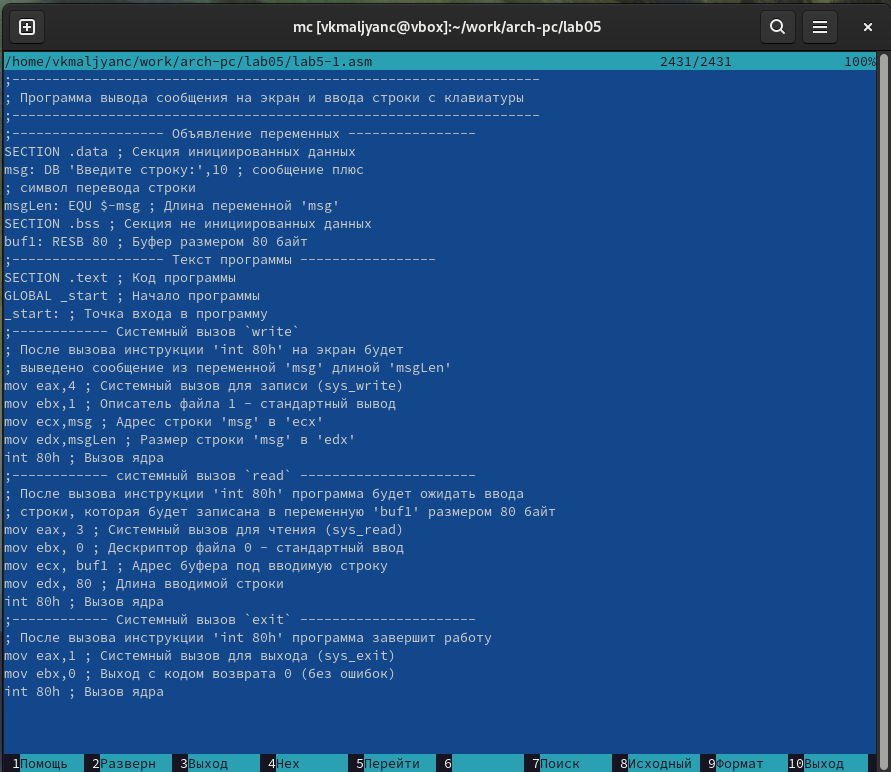 mc [vkmaljyanc@vbox]:~/work/arch-pc/lab05
/home/vkmaljyanc/work/arch-pc/lab05/lab5-1.asm 2431/2431 100%
;------------------------------------------------------------------
; Программа вывода сообщения на экран и ввода строки с клавиатуры
;------------------------------------------------------------------
;------------------- Объявление переменных ----------------
SECTION .data ; Секция инициированных данных
msg: DB 'Введите строку:',10 ; сообщение плюс
; символ перевода строки
msgLen: EQU $-msg ; Длина переменной 'msg'
SECTION .bss ; Секция не инициированных данных
buf1: RESB 80 ; Буфер размером 80 байт
;------------------- Текст программы -----------------
SECTION .text ; Код программы
GLOBAL _start ; Начало программы
_start: ; Точка входа в программу
;------------ Системный вызов `write`
; После вызова инструкции 'int 80h' на экран будет
; выведено сообщение из переменной 'msg' длиной 'msgLen'
mov eax,4 ; Системный вызов для записи (sys_write)
mov ebx,1 ; Описатель файла 1 - стандартный вывод
mov ecx,msg ; Адрес строки 'msg' в 'ecx'
mov edx,msgLen ; Размер строки 'msg' в 'edx'
int 80h ; Вызов ядра
;------------ системный вызов `read` ----------------------
; После вызова инструкции 'int 80h' программа будет ожидать ввода
; строки, которая будет записана в переменную 'buf1' размером 80 байт
mov eax, 3 ; Системный вызов для чтения (sys_read)
mov ebx, 0 ; Дескриптор файла 0 - стандартный ввод
mov ecx, buf1 ; Адрес буфера под вводимую строку
mov edx, 80 ; Длина вводимой строки
int 80h ; Вызов ядра
;------------ Системный вызов `exit` ----------------------
; После вызова инструкции 'int 80h' программа завершит работу
mov eax,1 ; Системный вызов для выхода (sys_exit)
mov ebx,0 ; Выход с кодом возврата 0 (без ошибок)
int 80h ; Вызов ядра
1Помощь 2Разверн 3Выход 4Hex 5Перейти 6 7Поиск 8Исходный 9Формат 10Выход